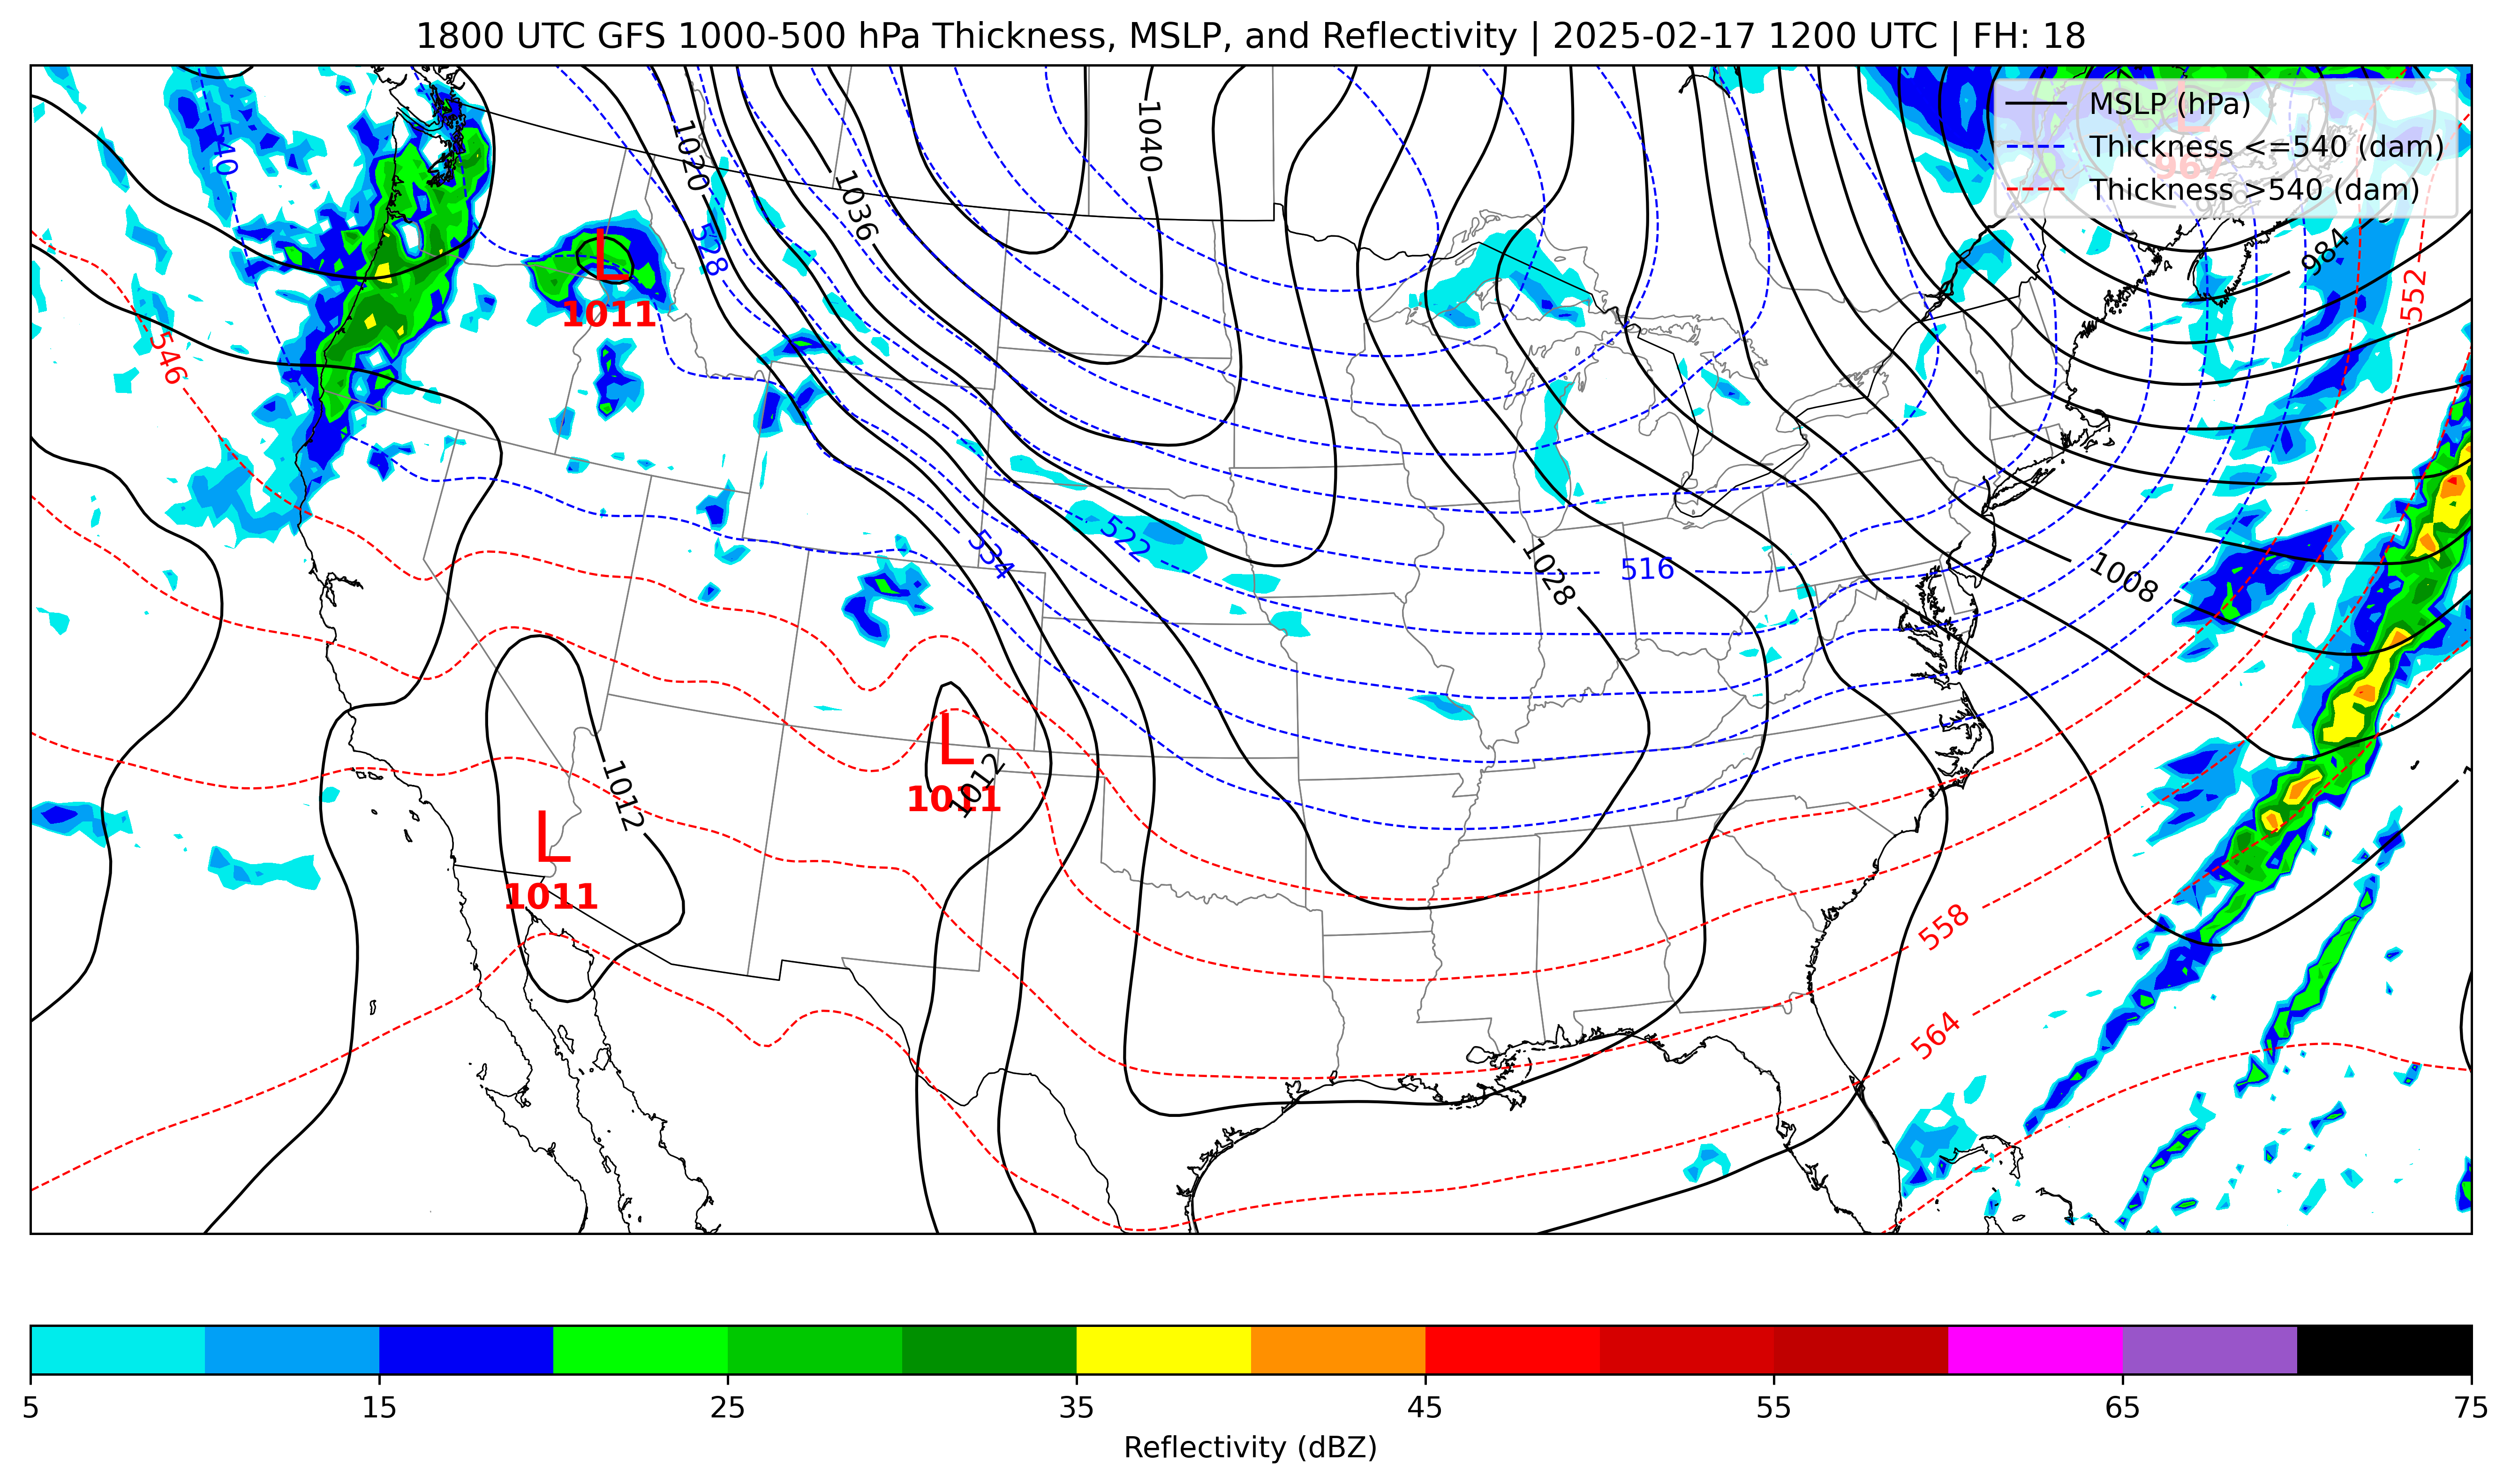 1800 UTC GFS 1000-500 hPa Thickness, MSLP, and Reflectivity | 2025-02-17 1200 UTC | FH: 18
MSLP (hPa)
Thickness <=540 (dam)
Thickness >540 (dam)
L
967
1040
1020
540
1036
528
L
1011
984
552
546
522
534
1028
516
1008
L
1011
1012
1012
L
1011
558
564
5 15 25 35 45 55 65 75
Reflectivity (dBZ)